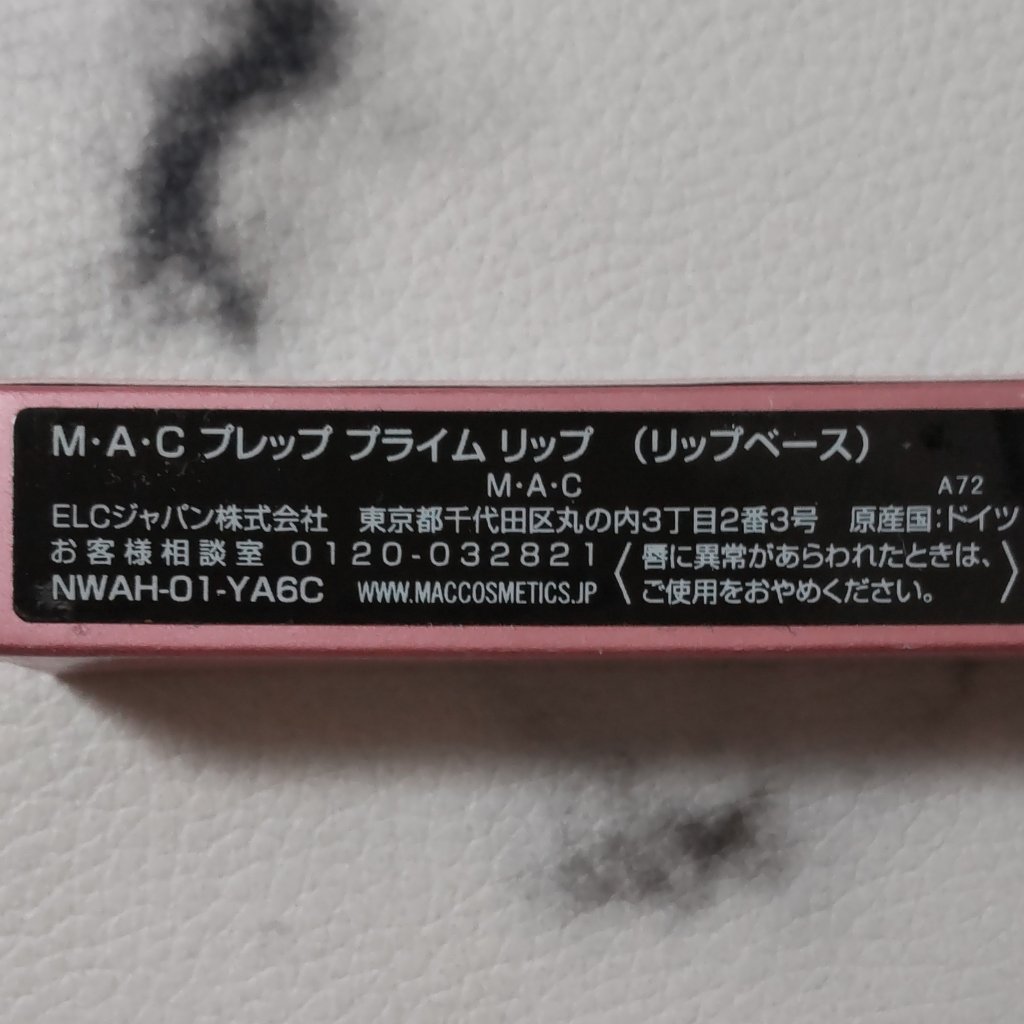 M・A・C プレップ プライム リップ （リップベース）
M・A・C A72
ELCジャパン株式会社 東京都千代田区丸の内3丁目2番3号 原産国:ドイツ
お客様相談室 0120-032821 〈唇に異常があらわれたときは、
NWAH-01-YA6C WWW.MACCOSMETICS.JP ご使用をおやめください。〉